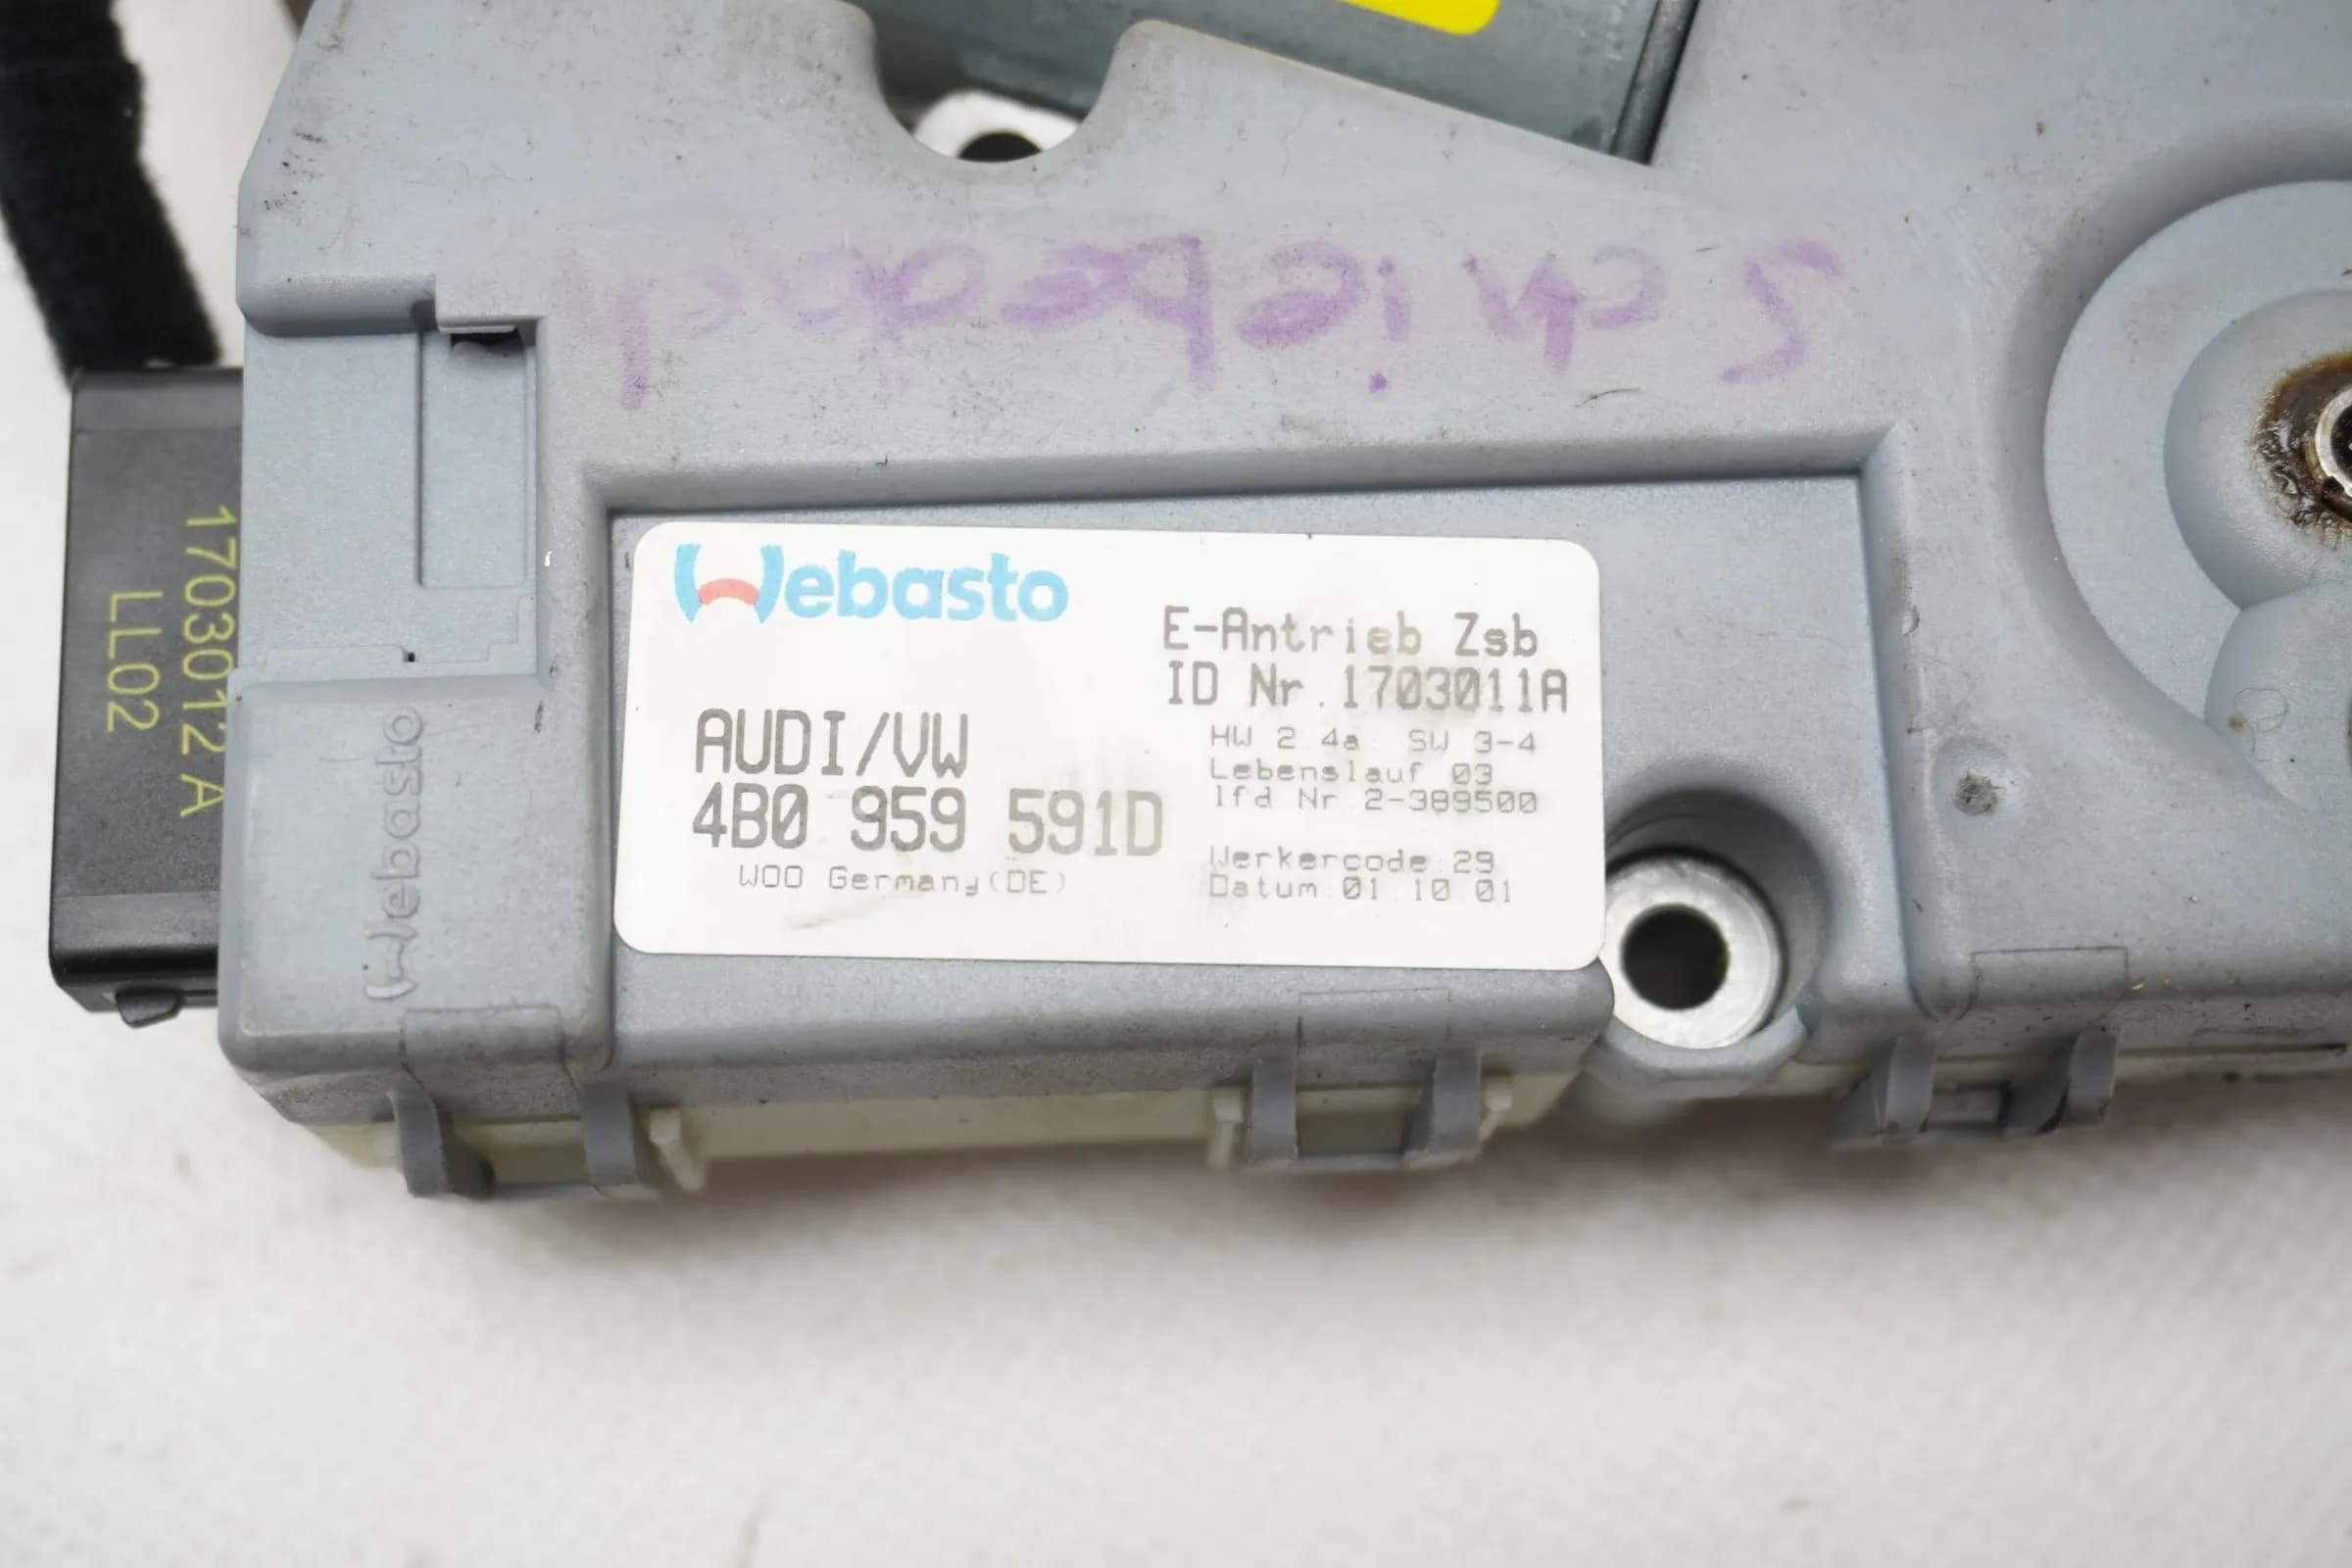 Schiebedach
Webasto
E-Antrieb Zsb
ID Nr.1703011A
AUDI/VW
4B0 959 591D
W00 Germany(DE)
HW 2.4a SW 3-4
Lebenslauf 03
lfd Nr.2-389500
Werkercode:29
Datum:01.10.01
1703012 A
LL02
Webasto